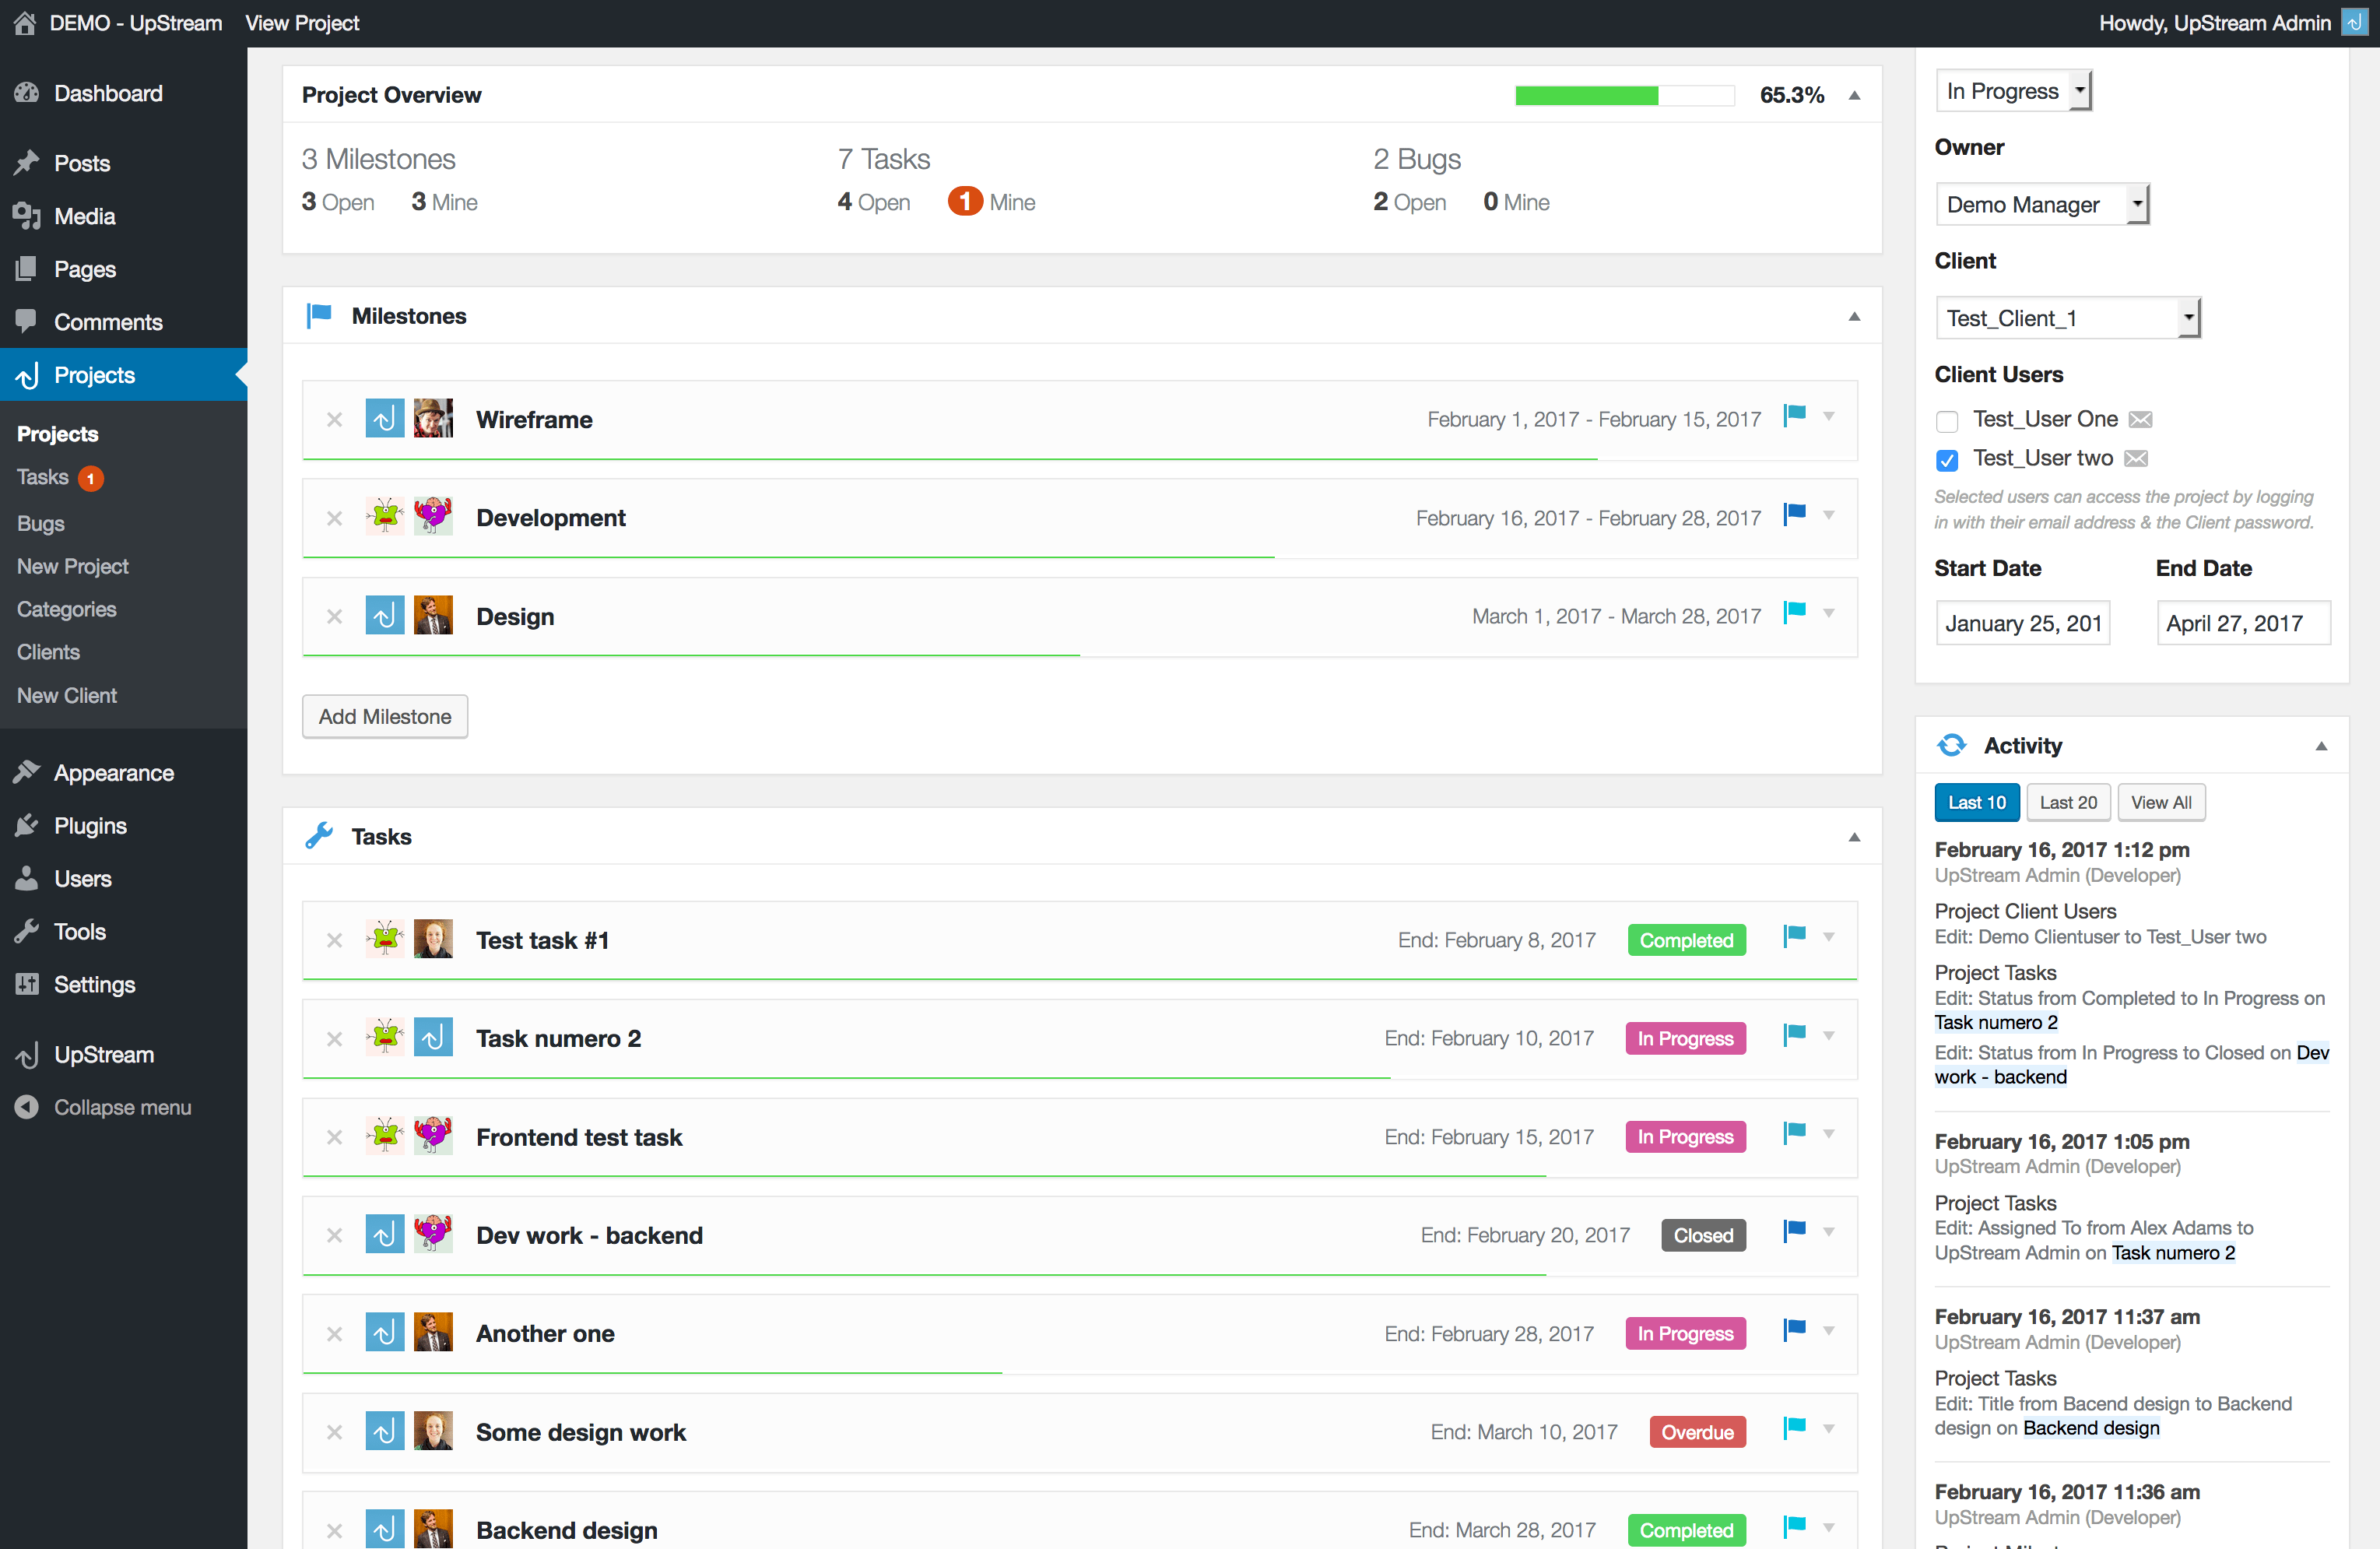 DEMO - UpStream
View Project
Howdy, UpStream Admin
Dashboard
Posts
Media
Pages
Comments
Projects
Projects
Tasks 1
Bugs
New Project
Categories
Clients
New Client
Appearance
Plugins
Users
Tools
Settings
UpStream
Collapse menu
Project Overview
65.3%
3 Milestones
3 Open 3 Mine
7 Tasks
4 Open 1 Mine
2 Bugs
2 Open 0 Mine
Milestones
Wireframe February 1, 2017 - February 15, 2017
Development February 16, 2017 - February 28, 2017
Design March 1, 2017 - March 28, 2017
Add Milestone
Tasks
Test task #1 End: February 8, 2017 Completed
Task numero 2 End: February 10, 2017 In Progress
Frontend test task End: February 15, 2017 In Progress
Dev work - backend End: February 20, 2017 Closed
Another one End: February 28, 2017 In Progress
Some design work End: March 10, 2017 Overdue
Backend design End: March 28, 2017 Completed
In Progress
Owner
Demo Manager
Client
Test_Client_1
Client Users
Test_User One
Test_User two
Selected users can access the project by logging
in with their email address & the Client password.
Start Date End Date
January 25, 201 April 27, 2017
Activity
Last 10 Last 20 View All
February 16, 2017 1:12 pm
UpStream Admin (Developer)
Project Client Users
Edit: Demo Clientuser to Test_User two
Project Tasks
Edit: Status from Completed to In Progress on
Task numero 2
Edit: Status from In Progress to Closed on Dev
work - backend
February 16, 2017 1:05 pm
UpStream Admin (Developer)
Project Tasks
Edit: Assigned To from Alex Adams to
UpStream Admin on Task numero 2
February 16, 2017 11:37 am
UpStream Admin (Developer)
Project Tasks
Edit: Title from Bacend design to Backend
design on Backend design
February 16, 2017 11:36 am
UpStream Admin (Developer)